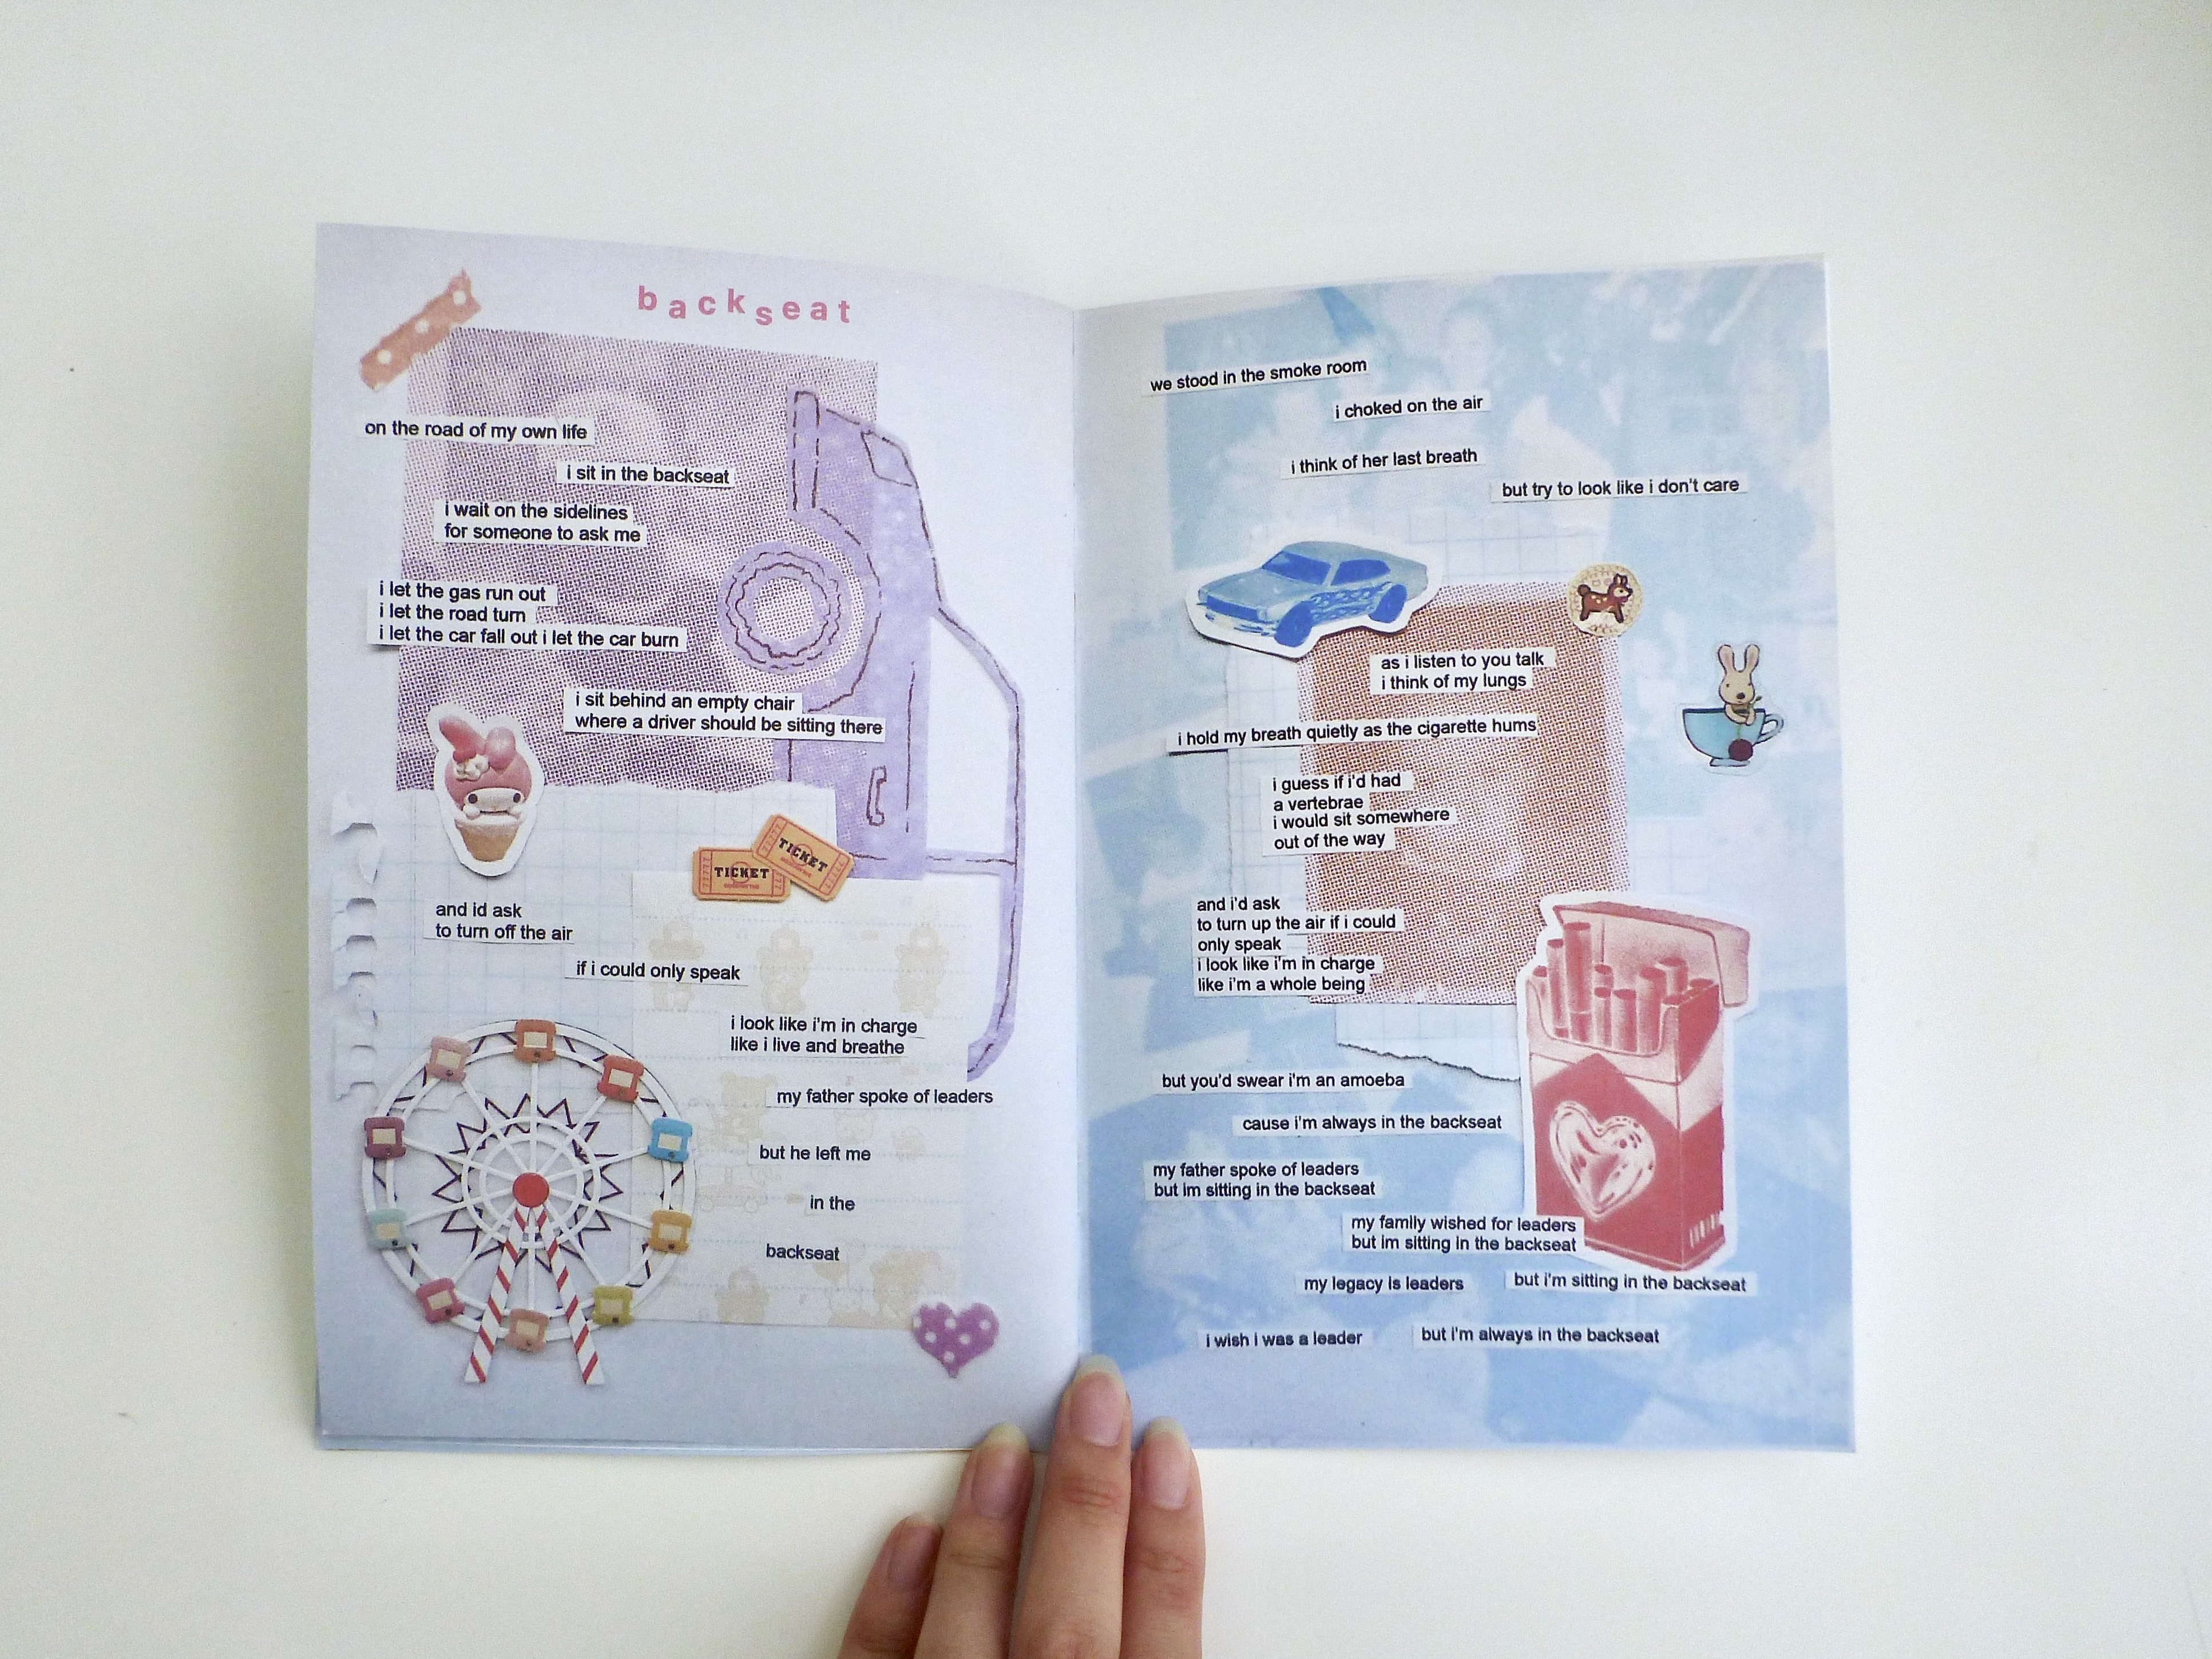 backseat
on the road of my own life
i sit in the backseat
i wait on the sidelines
for someone to ask me
i let the gas run out
i let the road turn
i let the car fall out i let the car burn
i sit behind an empty chair
where a driver should be sitting there
TICKET
TICKET
and id ask
to turn off the air
if i could only speak
i look like i'm in charge
like i live and breathe
my father spoke of leaders
but he left me
in the
backseat
we stood in the smoke room
i choked on the air
i think of her last breath
but try to look like i don't care
as i listen to you talk
i think of my lungs
i hold my breath quietly as the cigarette hums
i guess if i'd had
a vertebrae
i would sit somewhere
out of the way
and i'd ask
to turn up the air if i could
only speak
i look like i'm in charge
like i'm a whole being
but you'd swear i'm an amoeba
cause i'm always in the backseat
my father spoke of leaders
but im sitting in the backseat
my family wished for leaders
but im sitting in the backseat
my legacy is leaders
but i'm sitting in the backseat
i wish i was a leader
but i'm always in the backseat